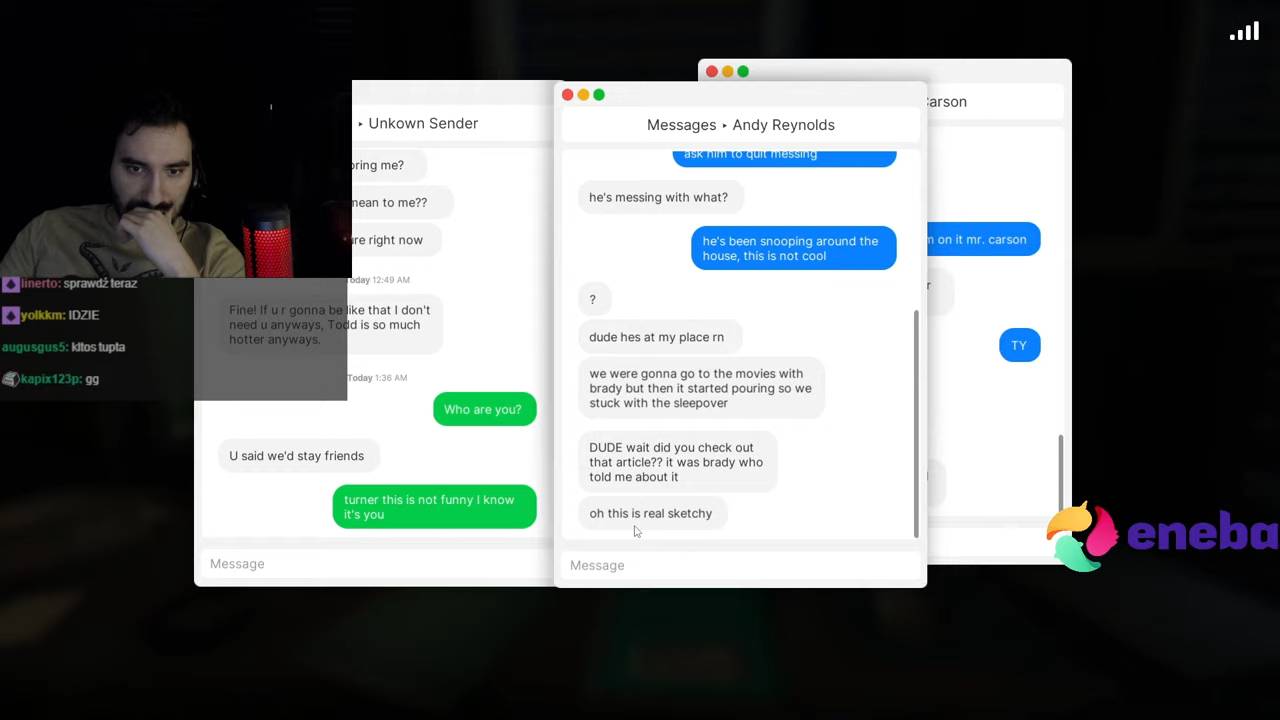 Unkown Sender
oring me?
mean to me??
ure right now
oday 12:49 AM
Fine! If u r gonna be like that I don't
need u anyways, Todd is so much
hotter anyways.
Today 1:36 AM
Who are you?
U said we'd stay friends
turner this is not funny I know
it's you
Message
linerto: sprawdź teraz
yolkkm: IDZIE
augusgus5: kltos tupta
kapix123p: gg
Messages ▸ Andy Reynolds
ask him to quit messing
he's messing with what?
he's been snooping around the
house, this is not cool
?
dude hes at my place rn
we were gonna go to the movies with
brady but then it started pouring so we
stuck with the sleepover
DUDE wait did you check out
that article?? it was brady who
told me about it
oh this is real sketchy
Message
Carson
m on it mr. carson
r
TY
eneba